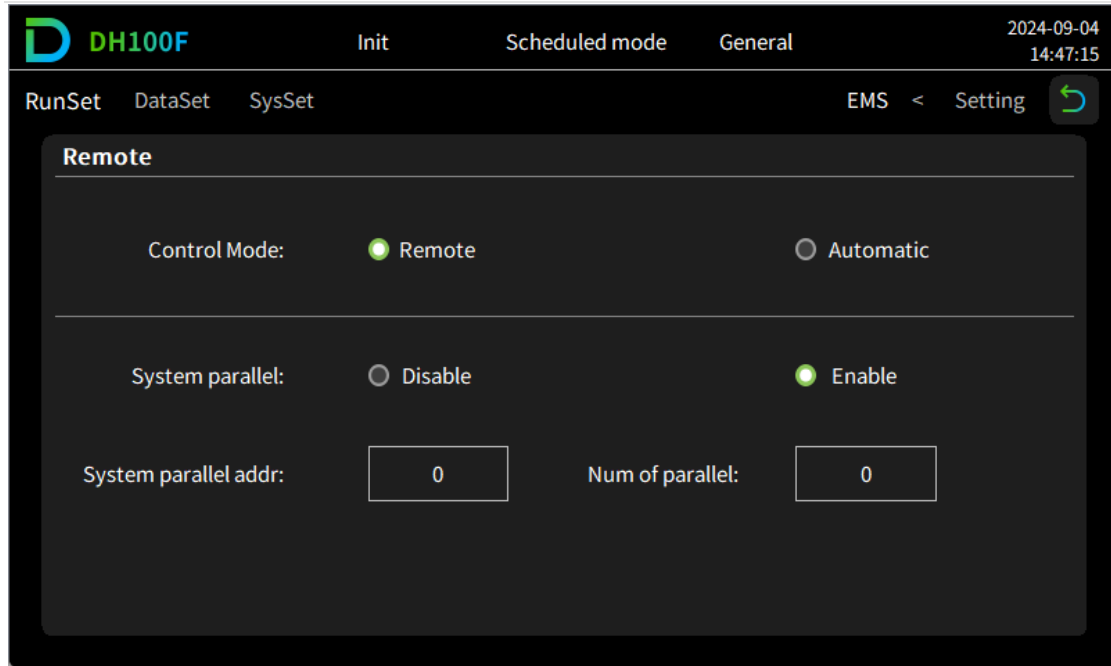 DH100F Init Scheduled mode General 2024-09-04
14:47:15
RunSet DataSet SysSet EMS < Setting
Remote
Control Mode: Remote Automatic
System parallel: Disable Enable
System parallel addr: 0 Num of parallel: 0